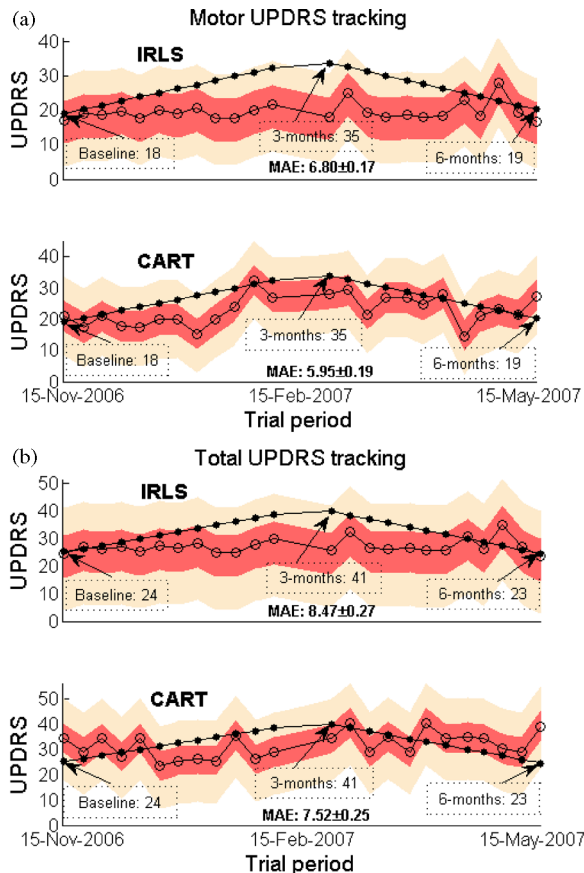 (a)
Motor UPDRS tracking
IRLS
UPDRS
40
30
20
10
0
Baseline: 18
3-months: 35
6-months: 19
MAE: 6.80±0.17
CART
UPDRS
40
30
20
10
0
Baseline: 18
3-months: 35
6-months: 19
MAE: 5.95±0.19
15-Nov-2006 15-Feb-2007 15-May-2007
Trial period
(b)
Total UPDRS tracking
IRLS
UPDRS
50
40
30
20
10
0
Baseline: 24
3-months: 41
6-months: 23
MAE: 8.47±0.27
CART
UPDRS
50
40
30
20
10
0
Baseline: 24
3-months: 41
6-months: 23
MAE: 7.52±0.25
15-Nov-2006 15-Feb-2007 15-May-2007
Trial period